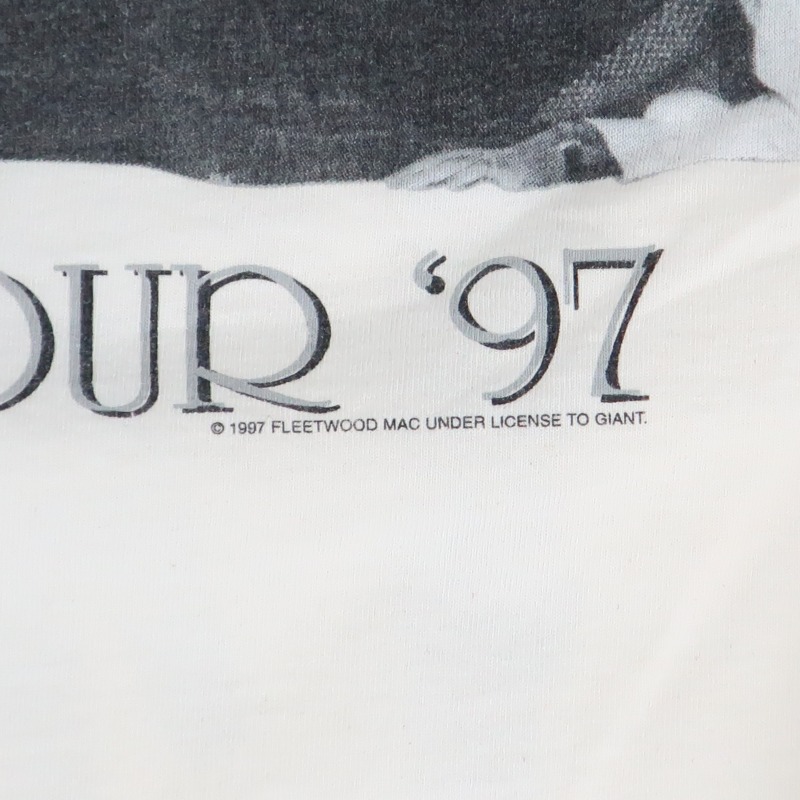 OUR ‘97
© 1997 FLEETWOOD MAC UNDER LICENSE TO GIANT.